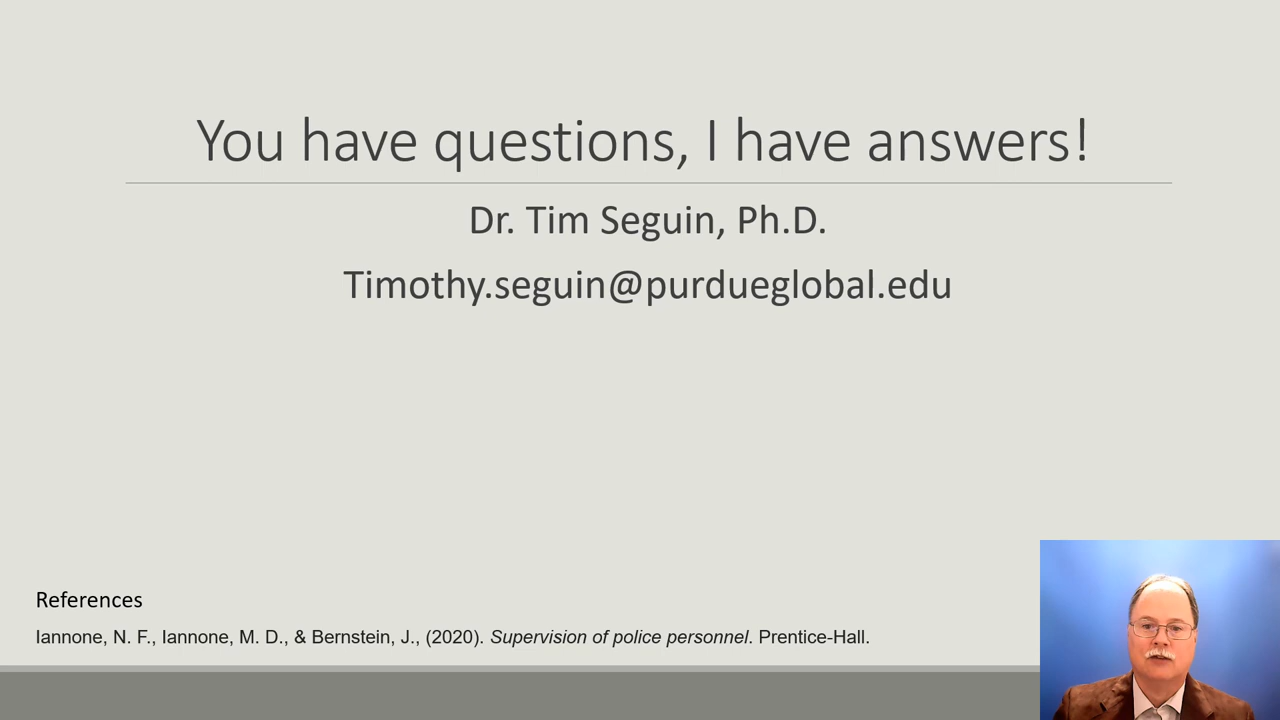 You have questions, I have answers!
Dr. Tim Seguin, Ph.D.
Timothy.seguin@purdueglobal.edu
References
Iannone, N. F., Iannone, M. D., & Bernstein, J., (2020). Supervision of police personnel. Prentice-Hall.